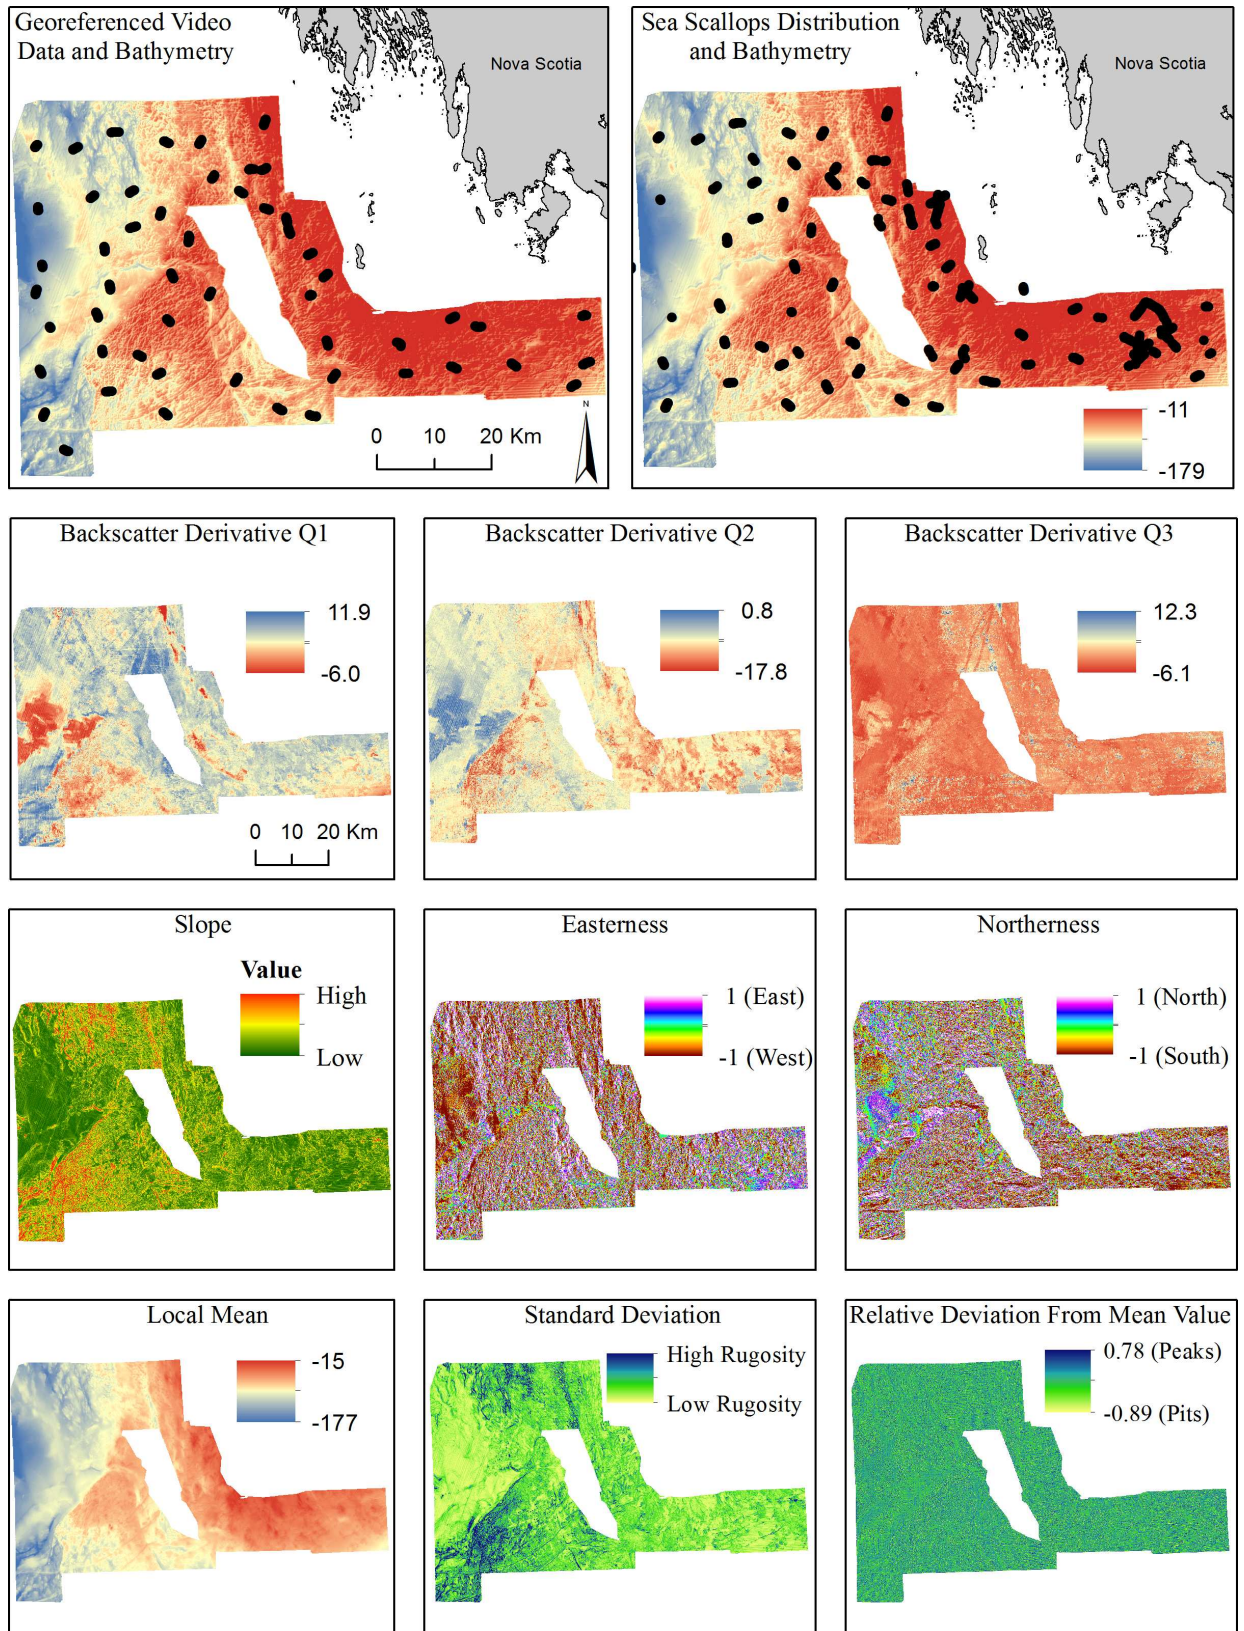 Georeferenced Video
Data and Bathymetry
Nova Scotia
0 10 20 Km
N
Sea Scallops Distribution
and Bathymetry
Nova Scotia
-11
-179
Backscatter Derivative Q1
11.9
-6.0
0 10 20 Km
Backscatter Derivative Q2
0.8
-17.8
Backscatter Derivative Q3
12.3
-6.1
Slope
Value
High
Low
Easterness
1 (East)
-1 (West)
Northerness
1 (North)
-1 (South)
Local Mean
-15
-177
Standard Deviation
High Rugosity
Low Rugosity
Relative Deviation From Mean Value
0.78 (Peaks)
-0.89 (Pits)